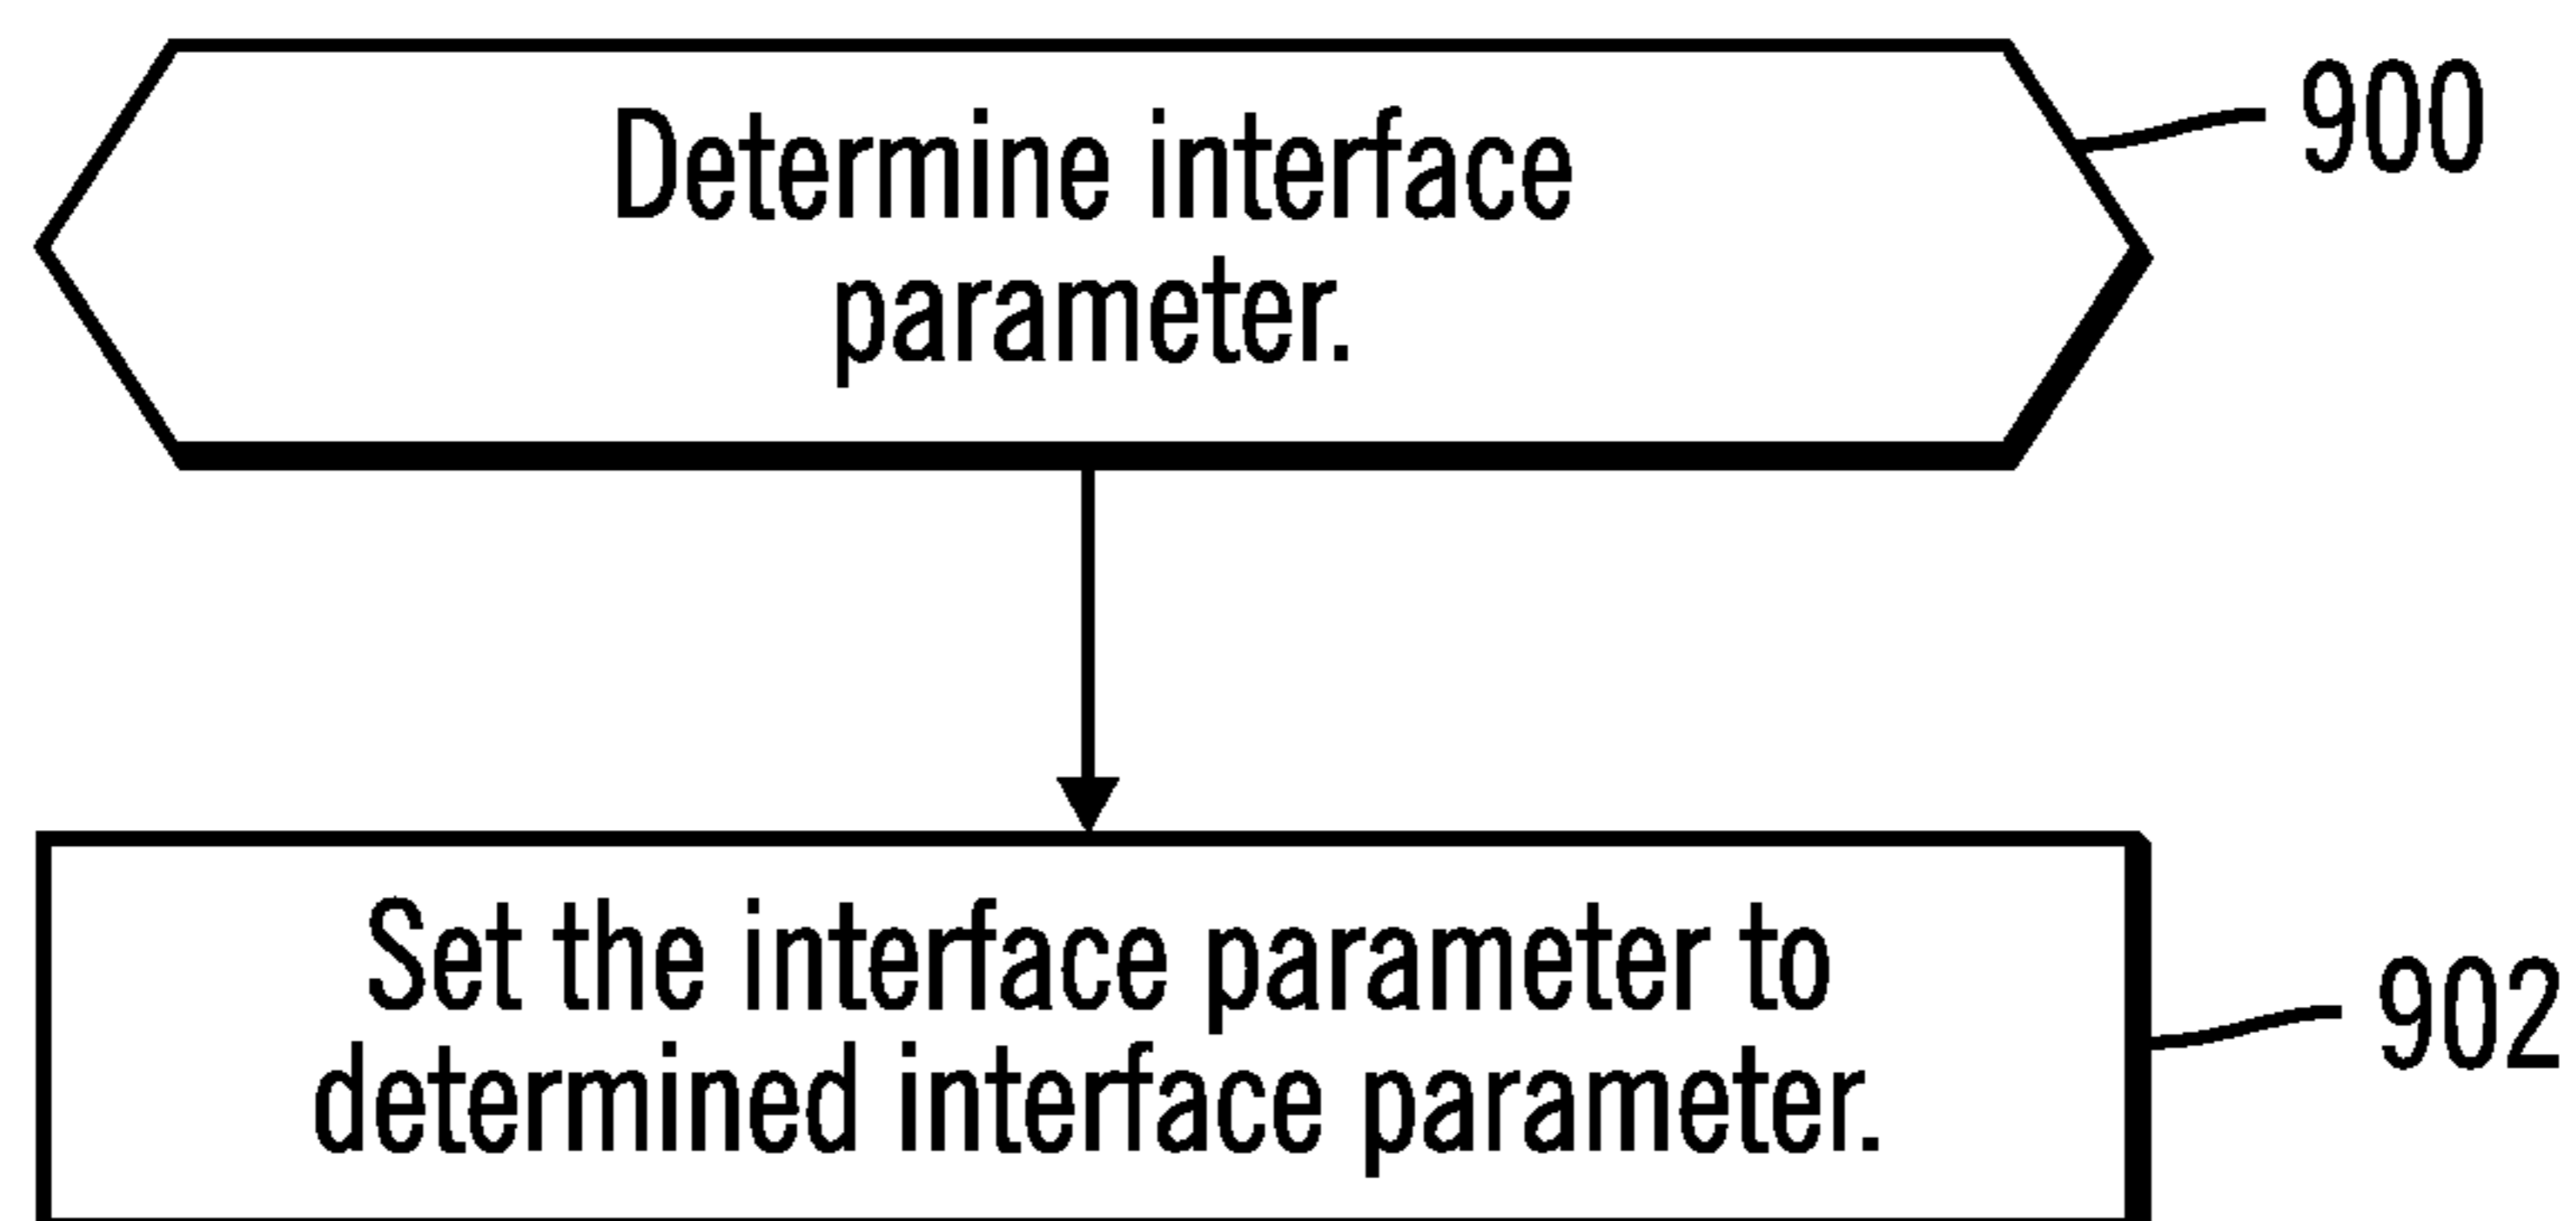 Determine interface
parameter.
900
Set the interface parameter to
determined interface parameter.
902